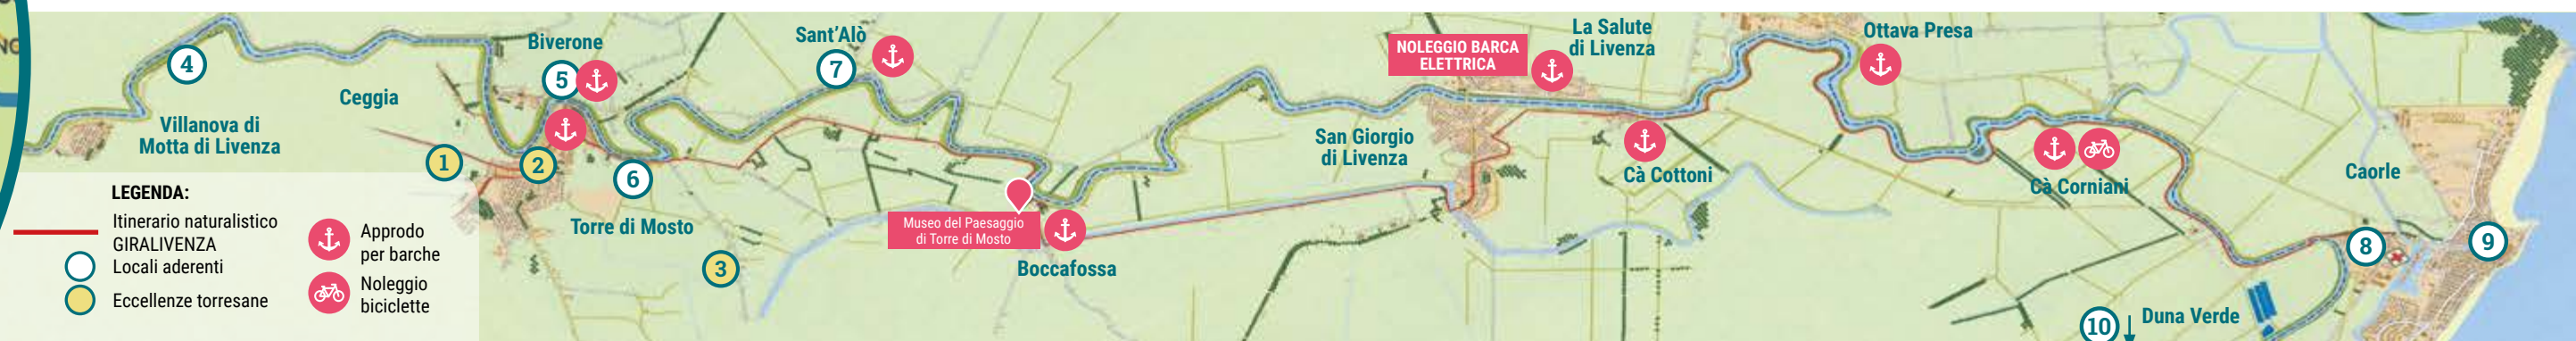 4
Villanova di
Motta di Livenza
Ceggia
Biverone
5
1
2
6
Torre di Mosto
3
Sant'Alò
7
Museo del Paesaggio
di Torre di Mosto
Boccafossa
NOLEGGIO BARCA
ELETTRICA
La Salute
di Livenza
San Giorgio
di Livenza
Cà Cottoni
Ottava Presa
Cà Corniani
Caorle
8
9
10
Duna Verde
LEGENDA:
Itinerario naturalistico
GIRALIVENZA
Locali aderenti
Eccellenze torresane
Approdo
per barche
Noleggio
biciclette